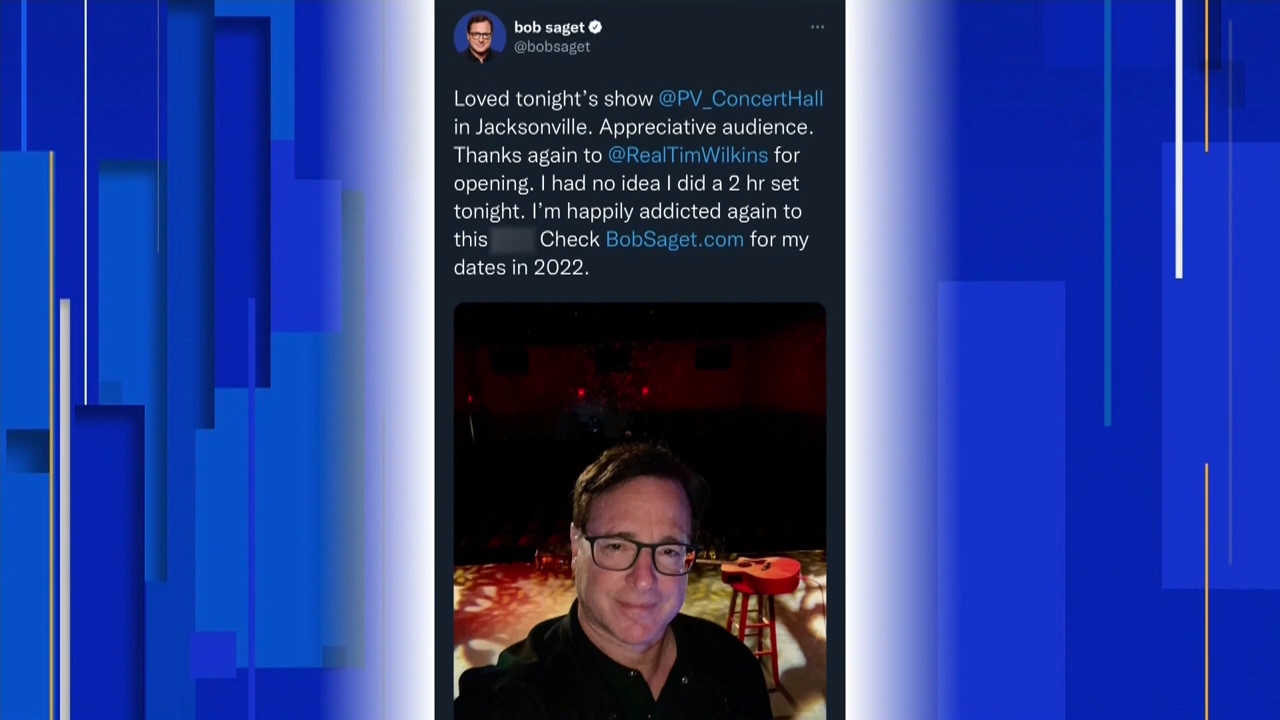 bob saget
@bobsaget
Loved tonight's show @PV_ConcertHall
in Jacksonville. Appreciative audience.
Thanks again to @RealTimWilkins for
opening. I had no idea I did a 2 hr set
tonight. I'm happily addicted again to
this Check BobSaget.com for my
dates in 2022.